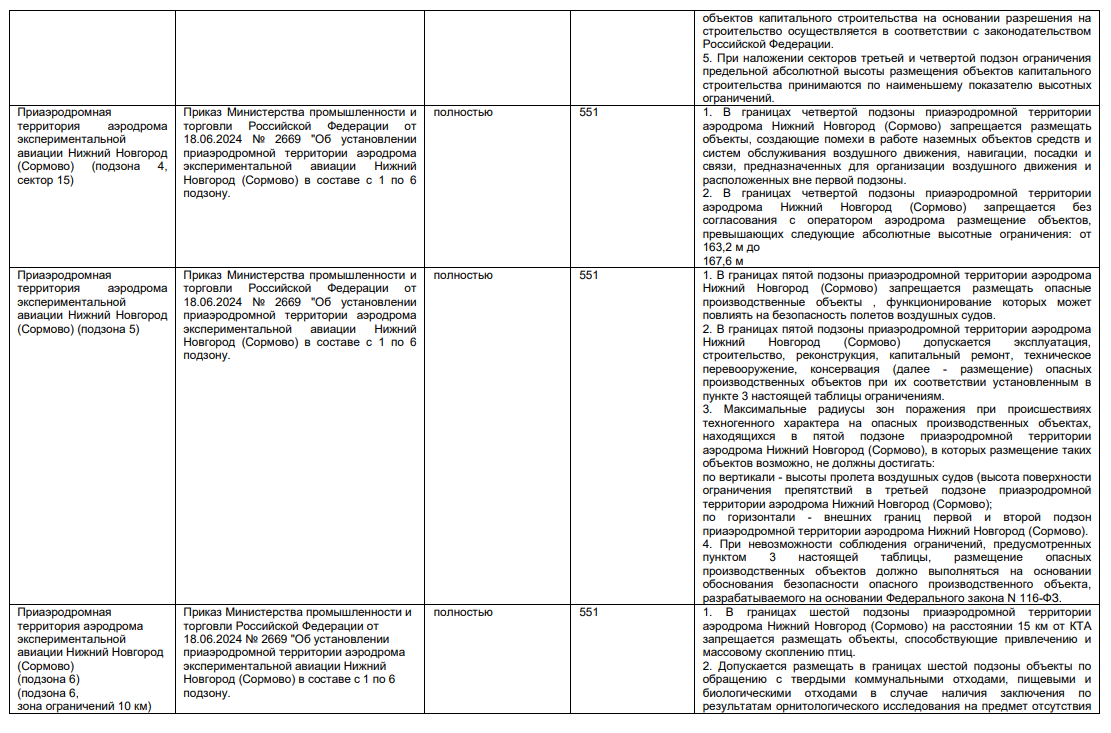 объектов капитального строительства на основании разрешения на
строительство осуществляется в соответствии с законодательством
Российской Федерации.
5. При наложении секторов третьей и четвертой подзон ограничения
предельной абсолютной высоты размещения объектов капитального
строительства принимаются по наименьшему показателю высотных
ограничений.
Приаэродромная
территория аэродрома
экспериментальной
авиации Нижний Новгород
(Сормово) (подзона 4,
сектор 15)
Приказ Министерства промышленности и
торговли Российской Федерации от
18.06.2024 № 2669 "Об установлении
приаэродромной территории аэродрома
экспериментальной авиации Нижний
Новгород (Сормово) в составе с 1 по 6
подзону.
полностью
551
1. В границах четвертой подзоны приаэродромной территории
аэродрома Нижний Новгород (Сормово) запрещается размещать
объекты, создающие помехи в работе наземных объектов средств и
систем обслуживания воздушного движения, навигации, посадки и
связи, предназначенных для организации воздушного движения и
расположенных вне первой подзоны.
2. В границах четвертой подзоны приаэродромной территории
аэродрома Нижний Новгород (Сормово) запрещается без
согласования с оператором аэродрома размещение объектов,
превышающих следующие абсолютные высотные ограничения: от
163,2 м до
167,6 м
Приаэродромная
территория аэродрома
экспериментальной
авиации Нижний Новгород
(Сормово) (подзона 5)
Приказ Министерства промышленности и
торговли Российской Федерации от
18.06.2024 № 2669 "Об установлении
приаэродромной территории аэродрома
экспериментальной авиации Нижний
Новгород (Сормово) в составе с 1 по 6
подзону.
полностью
551
1. В границах пятой подзоны приаэродромной территории аэродрома
Нижний Новгород (Сормово) запрещается размещать опасные
производственные объекты , функционирование которых может
повлиять на безопасность полетов воздушных судов.
2. В границах пятой подзоны приаэродромной территории аэродрома
Нижний Новгород (Сормово) допускается эксплуатация,
строительство, реконструкция, капитальный ремонт, техническое
перевооружение, консервация (далее - размещение) опасных
производственных объектов при их соответствии установленным в
пункте 3 настоящей таблицы ограничениям.
3. Максимальные радиусы зон поражения при происшествиях
техногенного характера на опасных производственных объектах,
находящихся в пятой подзоне приаэродромной территории
аэродрома Нижний Новгород (Сормово), в которых размещение таких
объектов возможно, не должны достигать:
по вертикали - высоты пролета воздушных судов (высота поверхности
ограничения препятствий в третьей подзоне приаэродромной
территории аэродрома Нижний Новгород (Сормово);
по горизонтали - внешних границ первой и второй подзон
приаэродромной территории аэродрома Нижний Новгород (Сормово).
4. При невозможности соблюдения ограничений, предусмотренных
пунктом 3 настоящей таблицы, размещение опасных
производственных объектов должно выполняться на основании
обоснования безопасности опасного производственного объекта,
разрабатываемого на основании Федерального закона N 116-ФЗ.
Приаэродромная
территория аэродрома
экспериментальной
авиации Нижний Новгород
(Сормово)
(подзона 6)
(подзона 6,
зона ограничений 10 км)
Приказ Министерства промышленности и
торговли Российской Федерации от
18.06.2024 № 2669 "Об установлении
приаэродромной территории аэродрома
экспериментальной авиации Нижний
Новгород (Сормово) в составе с 1 по 6
подзону.
полностью
551
1. В границах шестой подзоны приаэродромной территории
аэродрома Нижний Новгород (Сормово) на расстоянии 15 км от КТА
запрещается размещать объекты, способствующие привлечению и
массовому скоплению птиц.
2. Допускается размещать в границах шестой подзоны объекты по
обращению с твердыми коммунальными отходами, пищевыми и
биологическими отходами в случае наличия заключения по
результатам орнитологического исследования на предмет отсутствия